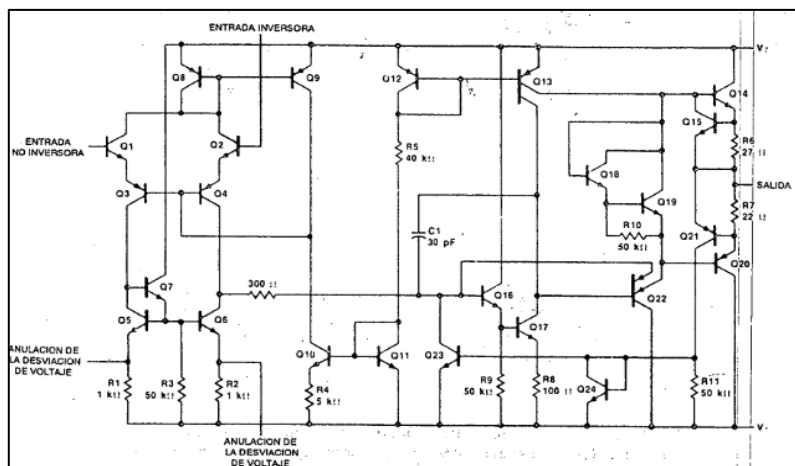 ENTRADA INVERSORA
V+
Q8
Q9
Q12
Q13
Q14
Q15
ENTRADA
NO INVERSORA
Q1
Q2
R5
40 kΩ
R6
27 Ω
Q3
Q4
Q18
SALIDA
Q19
R7
22 Ω
C1
30 pF
R10
50 kΩ
Q21
Q20
Q7
300 Ω
Q16
Q22
Q5
Q6
Q17
ANULACION DE
LA DESVIACION
DE VOLTAJE
Q10
Q11
Q23
R1
1 kΩ
R3
50 kΩ
R2
1 kΩ
R4
5 kΩ
R9
50 kΩ
R8
100 Ω
Q24
R11
50 kΩ
V-
ANULACION DE
LA DESVIACION
DE VOLTAJE